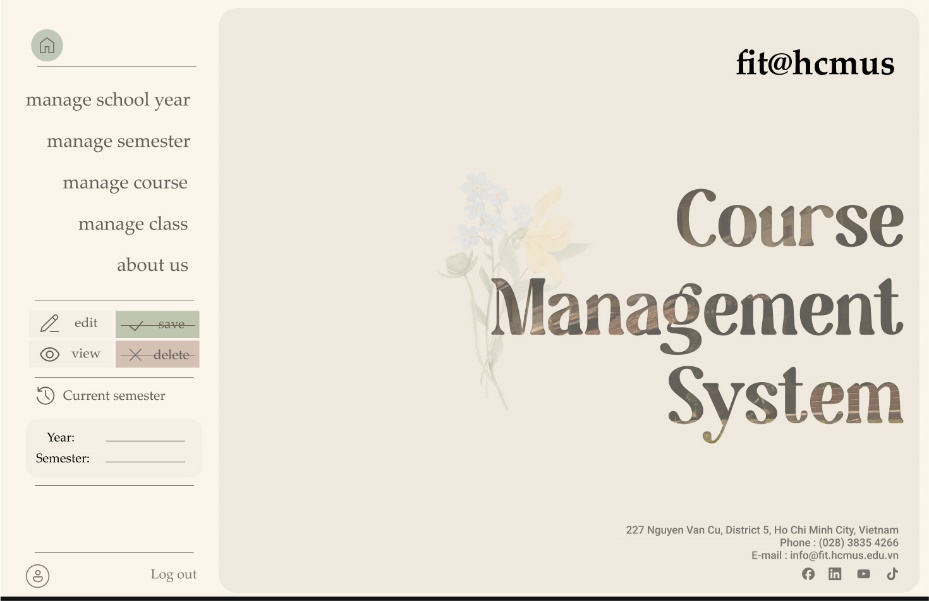 manage school year
manage semester
manage course
manage class
about us
edit
save
view
delete
Current semester
Year:
Semester:
Log out
fit@hcmus
Course
Management
System
227 Nguyen Van Cu, District 5, Ho Chi Minh City, Vietnam
Phone : (028) 3835 4266
E-mail : info@fit.hcmus.edu.vn